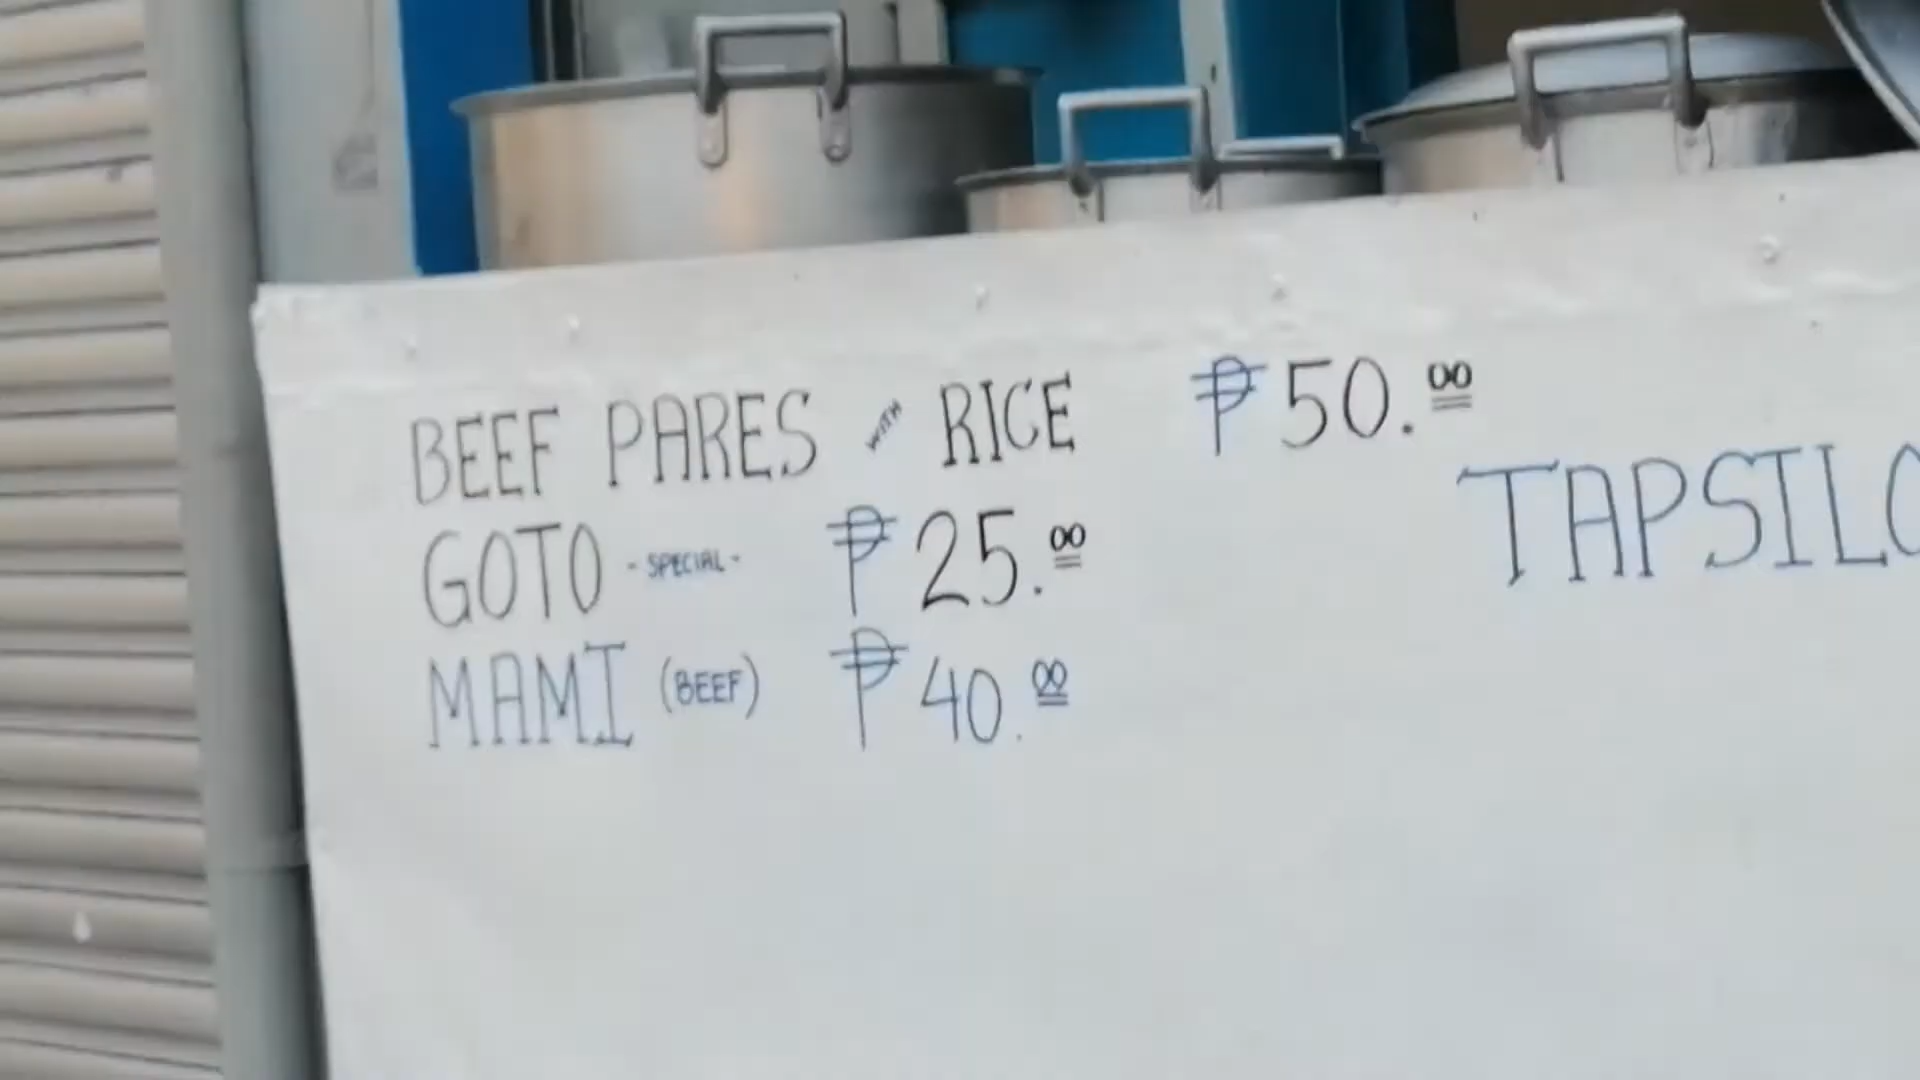 BEEF PARES WITH RICE ₱50.00
GOTO -SPECIAL- ₱25.00
MAMI (BEEF) ₱40.00
TAPSILO